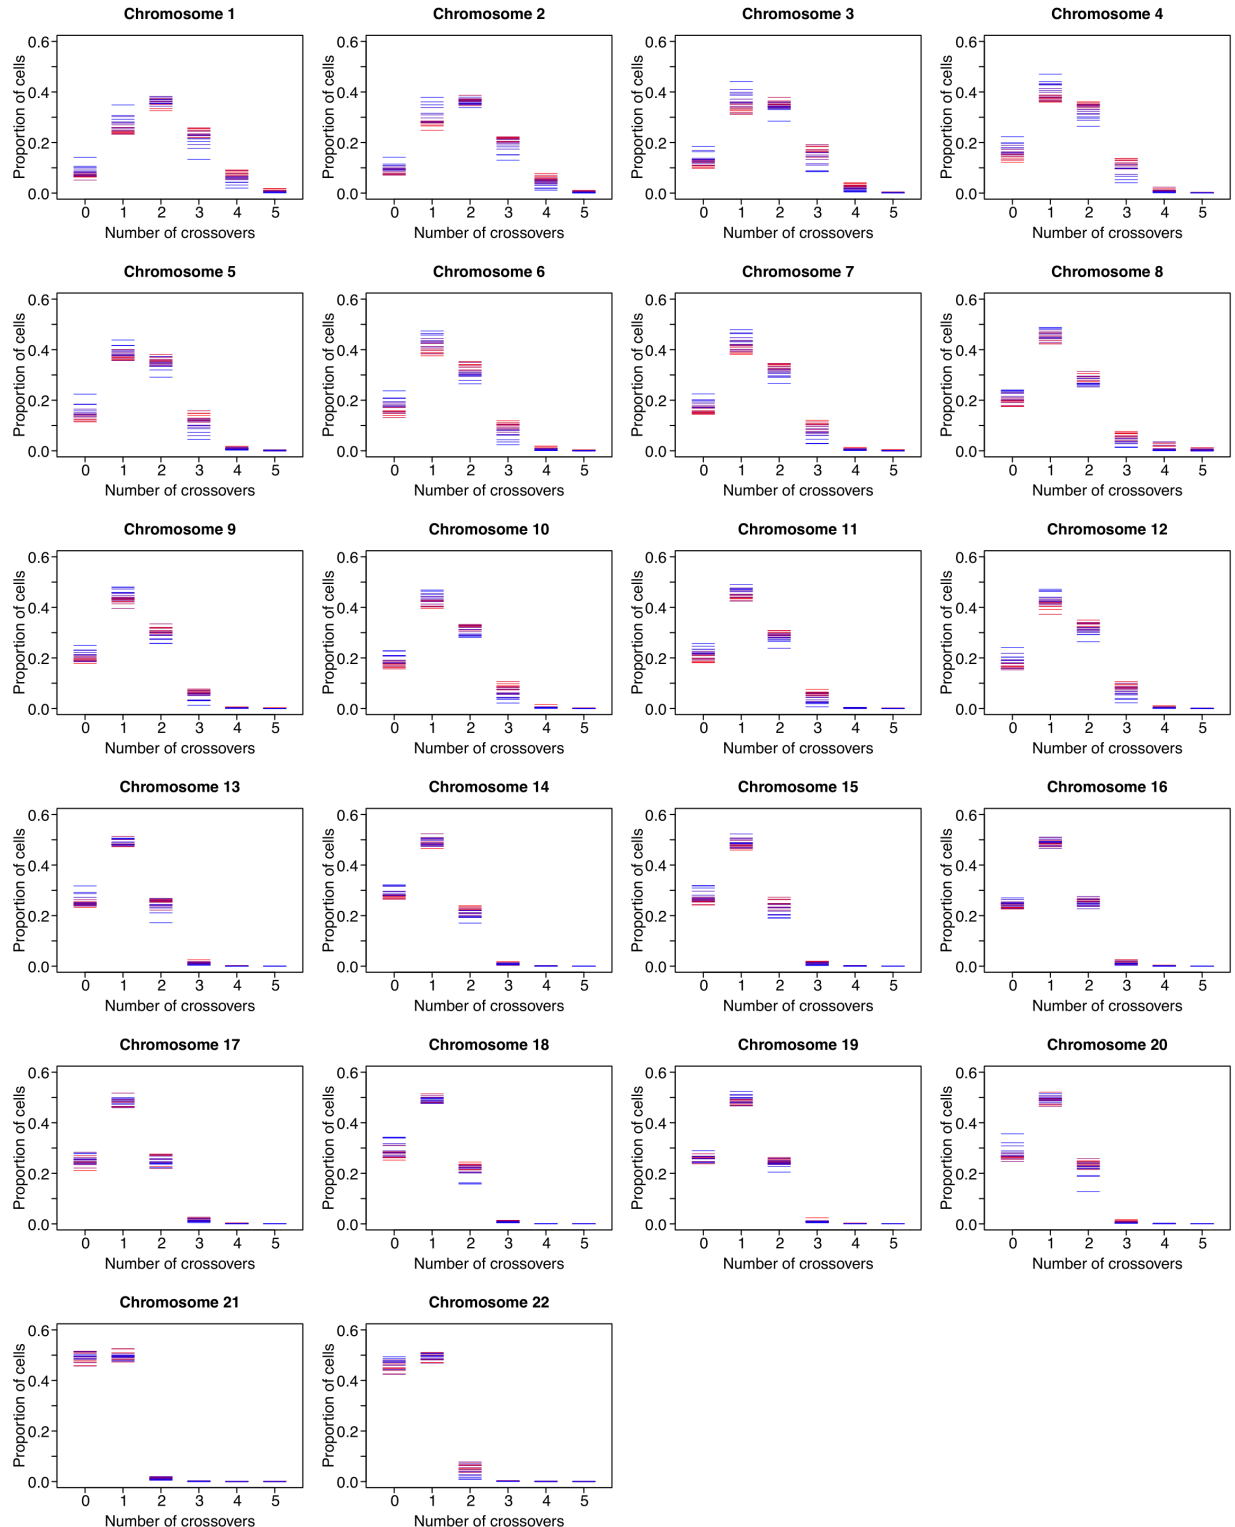 Chromosome 1
Proportion of cells
0.6
0.4
0.2
0.0
0 1 2 3 4 5
Number of crossovers
Chromosome 2
Proportion of cells
0.6
0.4
0.2
0.0
0 1 2 3 4 5
Number of crossovers
Chromosome 3
Proportion of cells
0.6
0.4
0.2
0.0
0 1 2 3 4 5
Number of crossovers
Chromosome 4
Proportion of cells
0.6
0.4
0.2
0.0
0 1 2 3 4 5
Number of crossovers
Chromosome 5
Proportion of cells
0.6
0.4
0.2
0.0
0 1 2 3 4 5
Number of crossovers
Chromosome 6
Proportion of cells
0.6
0.4
0.2
0.0
0 1 2 3 4 5
Number of crossovers
Chromosome 7
Proportion of cells
0.6
0.4
0.2
0.0
0 1 2 3 4 5
Number of crossovers
Chromosome 8
Proportion of cells
0.6
0.4
0.2
0.0
0 1 2 3 4 5
Number of crossovers
Chromosome 9
Proportion of cells
0.6
0.4
0.2
0.0
0 1 2 3 4 5
Number of crossovers
Chromosome 10
Proportion of cells
0.6
0.4
0.2
0.0
0 1 2 3 4 5
Number of crossovers
Chromosome 11
Proportion of cells
0.6
0.4
0.2
0.0
0 1 2 3 4 5
Number of crossovers
Chromosome 12
Proportion of cells
0.6
0.4
0.2
0.0
0 1 2 3 4 5
Number of crossovers
Chromosome 13
Proportion of cells
0.6
0.4
0.2
0.0
0 1 2 3 4 5
Number of crossovers
Chromosome 14
Proportion of cells
0.6
0.4
0.2
0.0
0 1 2 3 4 5
Number of crossovers
Chromosome 15
Proportion of cells
0.6
0.4
0.2
0.0
0 1 2 3 4 5
Number of crossovers
Chromosome 16
Proportion of cells
0.6
0.4
0.2
0.0
0 1 2 3 4 5
Number of crossovers
Chromosome 17
Proportion of cells
0.6
0.4
0.2
0.0
0 1 2 3 4 5
Number of crossovers
Chromosome 18
Proportion of cells
0.6
0.4
0.2
0.0
0 1 2 3 4 5
Number of crossovers
Chromosome 19
Proportion of cells
0.6
0.4
0.2
0.0
0 1 2 3 4 5
Number of crossovers
Chromosome 20
Proportion of cells
0.6
0.4
0.2
0.0
0 1 2 3 4 5
Number of crossovers
Chromosome 21
Proportion of cells
0.6
0.4
0.2
0.0
0 1 2 3 4 5
Number of crossovers
Chromosome 22
Proportion of cells
0.6
0.4
0.2
0.0
0 1 2 3 4 5
Number of crossovers